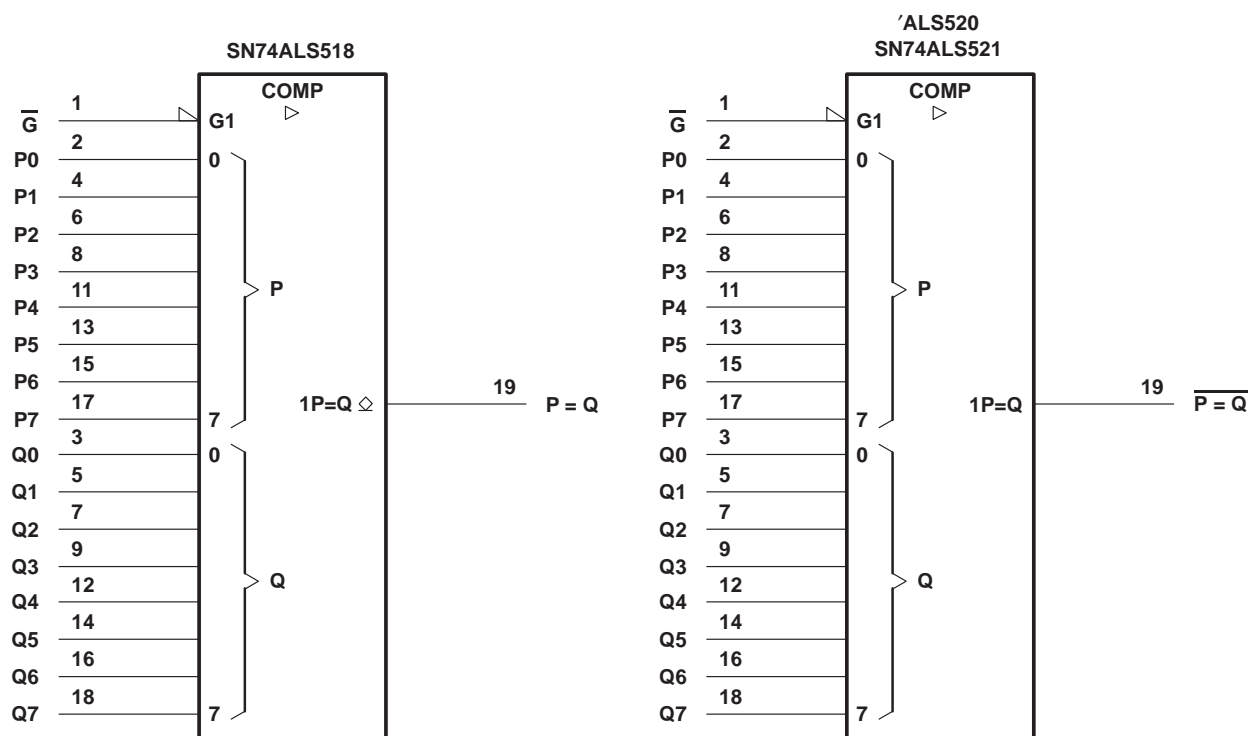 SN74ALS518
COMP
1
G̅
G1
2
P0
0
4
P1
6
P2
8
P3
P
11
P4
13
P5
15
P6
17
P7
7
1P=Q
19
P = Q
3
Q0
0
5
Q1
7
Q2
9
Q3
Q
12
Q4
14
Q5
16
Q6
18
Q7
7
′ALS520
SN74ALS521
COMP
1
G̅
G1
2
P0
0
4
P1
6
P2
8
P3
P
11
P4
13
P5
15
P6
17
P7
7
1P=Q
19
P̅ ̅=̅ ̅Q̅
3
Q0
0
5
Q1
7
Q2
9
Q3
Q
12
Q4
14
Q5
16
Q6
18
Q7
7